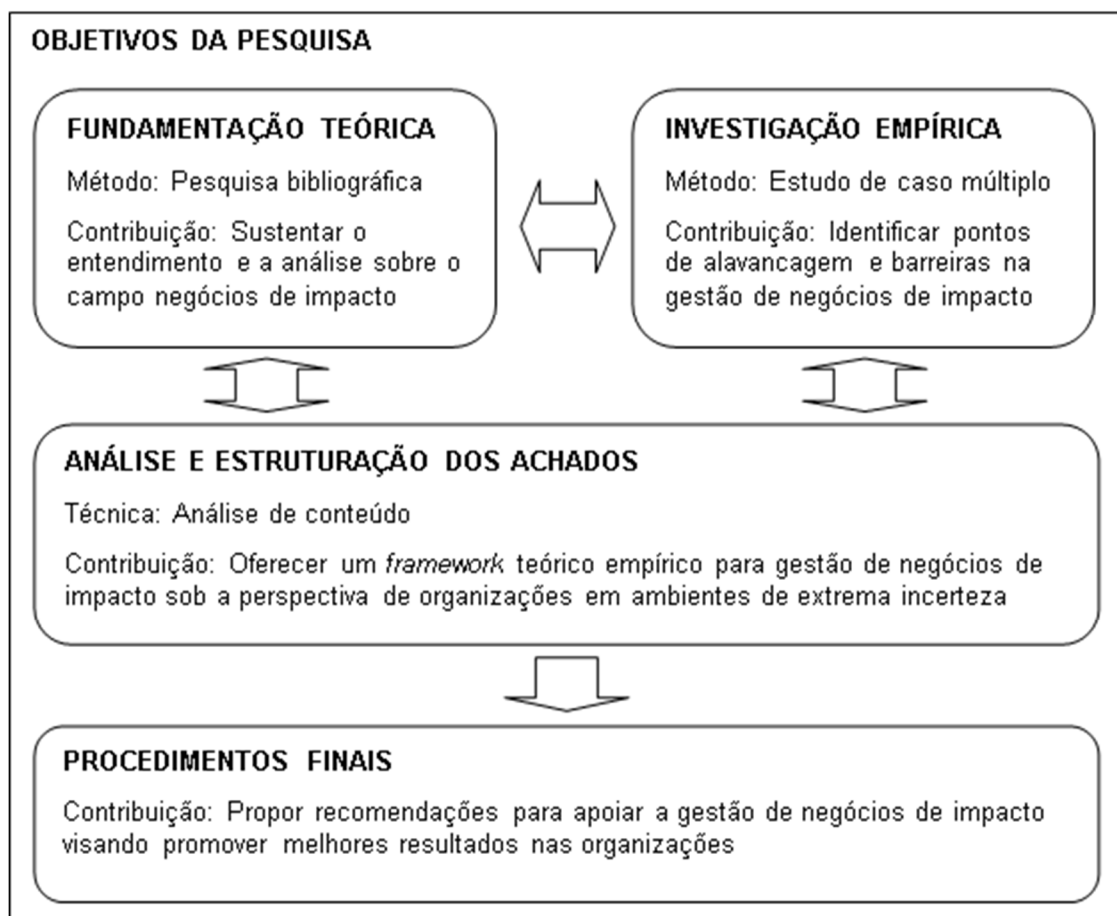 OBJETIVOS DA PESQUISA
FUNDAMENTAÇÃO TEÓRICA
Método: Pesquisa bibliográfica
Contribuição: Sustentar o
entendimento e a análise sobre o
campo negócios de impacto
INVESTIGAÇÃO EMPÍRICA
Método: Estudo de caso múltiplo
Contribuição: Identificar pontos
de alavancagem e barreiras na
gestão de negócios de impacto
ANÁLISE E ESTRUTURAÇÃO DOS ACHADOS
Técnica: Análise de conteúdo
Contribuição: Oferecer um framework teórico empírico para gestão de negócios de
impacto sob a perspectiva de organizações em ambientes de extrema incerteza
PROCEDIMENTOS FINAIS
Contribuição: Propor recomendações para apoiar a gestão de negócios de impacto
visando promover melhores resultados nas organizações